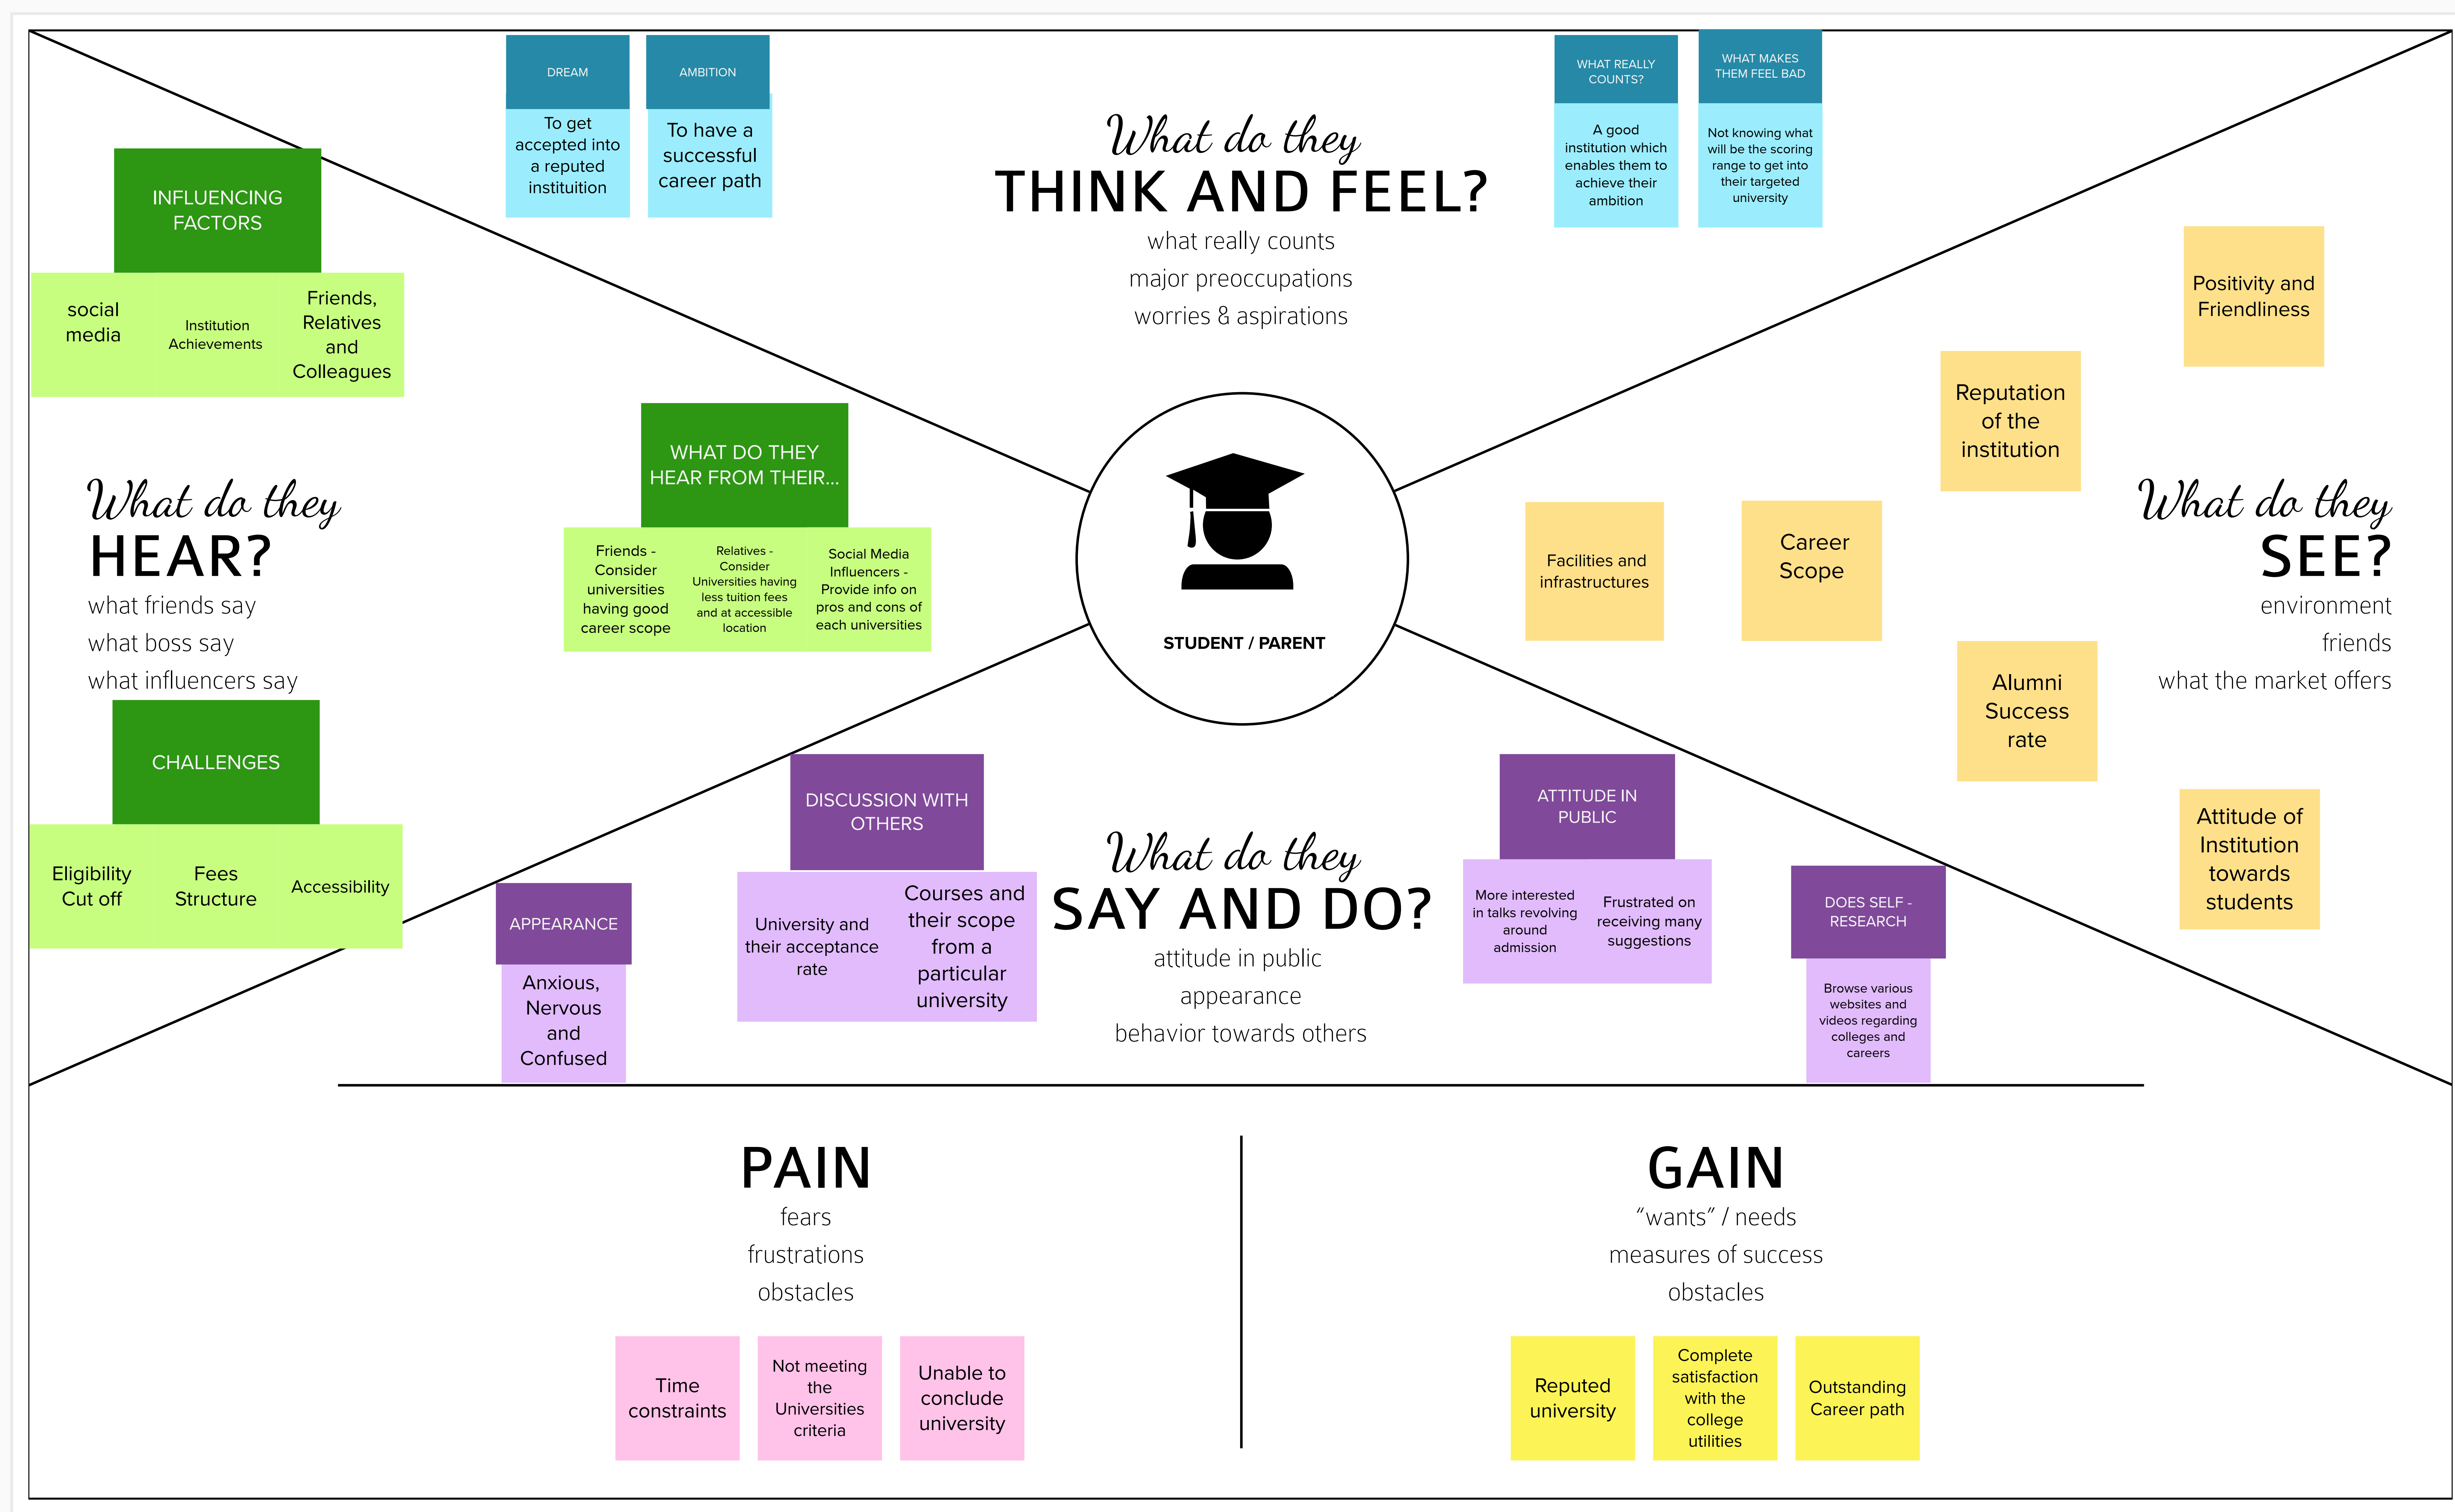 DREAM
To get
accepted into
a reputed
instituition
AMBITION
To have a
successful
career path
What do they
THINK AND FEEL?
what really counts
major preoccupations
worries & aspirations
WHAT REALLY
COUNTS?
A good
institution which
enables them to
achieve their
ambition
WHAT MAKES
THEM FEEL BAD
Not knowing what
will be the scoring
range to get into
their targeted
university
INFLUENCING
FACTORS
social
media
Institution
Achievements
Friends,
Relatives
and
Colleagues
WHAT DO THEY
HEAR FROM THEIR...
Friends -
Consider
universities
having good
career scope
Relatives -
Consider
Universities having
less tuition fees
and at accessible
location
Social Media
Influencers -
Provide info on
pros and cons of
each universities
What do they
HEAR?
what friends say
what boss say
what influencers say
CHALLENGES
Eligibility
Cut off
Fees
Structure
Accessibility
STUDENT / PARENT
Positivity and
Friendliness
Reputation
of the
institution
Facilities and
infrastructures
Career
Scope
What do they
SEE?
environment
friends
what the market offers
Alumni
Success
rate
Attitude of
Institution
towards
students
APPEARANCE
Anxious,
Nervous
and
Confused
DISCUSSION WITH
OTHERS
University and
their acceptance
rate
Courses and
their scope
from a
particular
university
What do they
SAY AND DO?
attitude in public
appearance
behavior towards others
ATTITUDE IN
PUBLIC
More interested
in talks revolving
around
admission
Frustrated on
receiving many
suggestions
DOES SELF -
RESEARCH
Browse various
websites and
videos regarding
colleges and
careers
PAIN
fears
frustrations
obstacles
Time
constraints
Not meeting
the
Universities
criteria
Unable to
conclude
university
GAIN
“wants” / needs
measures of success
obstacles
Reputed
university
Complete
satisfaction
with the
college
utilities
Outstanding
Career path